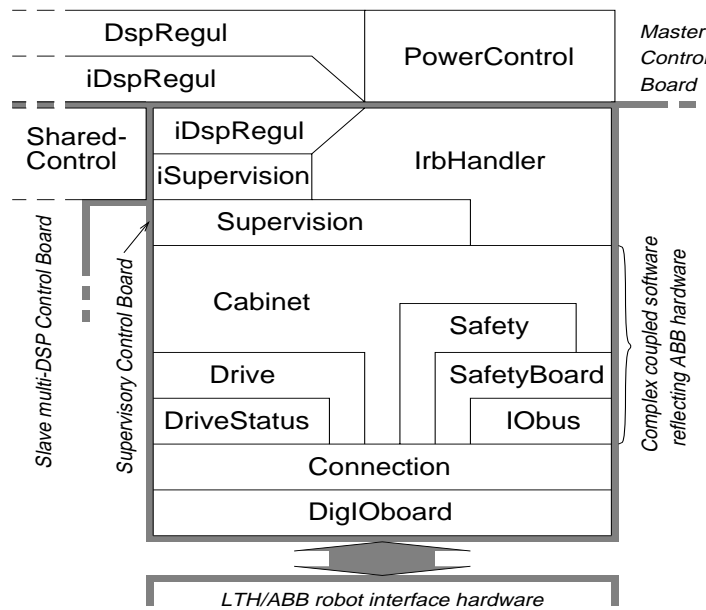 DspRegul
PowerControl
Master
Control
Board
iDspRegul
Shared-
Control
iDspRegul
IrbHandler
iSupervision
Supervision
Slave multi-DSP Control Board
Supervisory Control Board
Cabinet
Safety
Complex coupled software
reflecting ABB hardware
Drive
SafetyBoard
DriveStatus
IObus
Connection
DigIOboard
LTH/ABB robot interface hardware